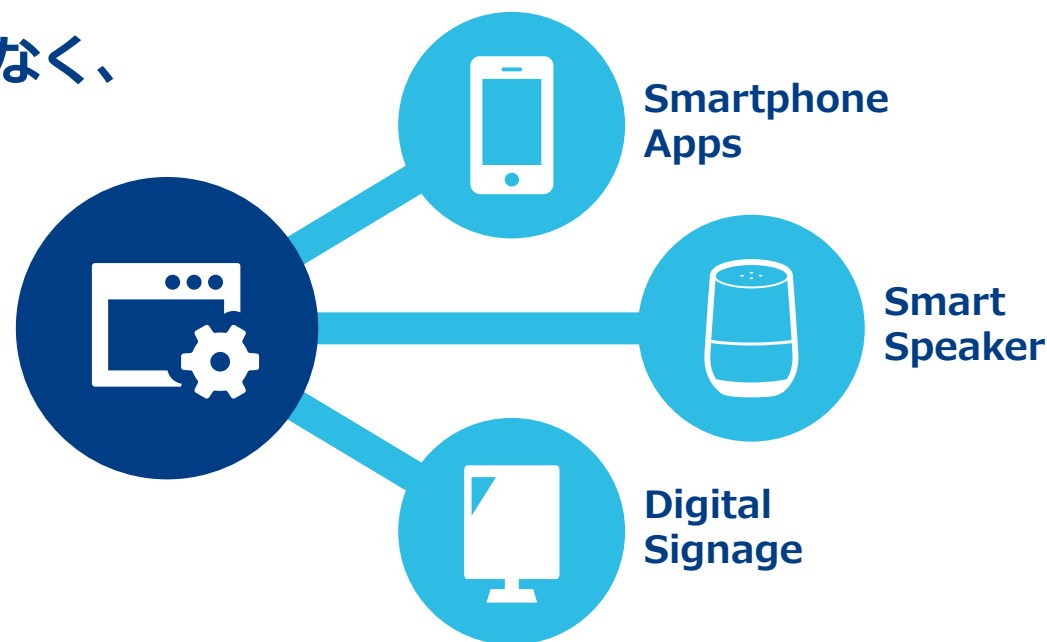 なく、
Smartphone
Apps
Smart
Speaker
Digital
Signage